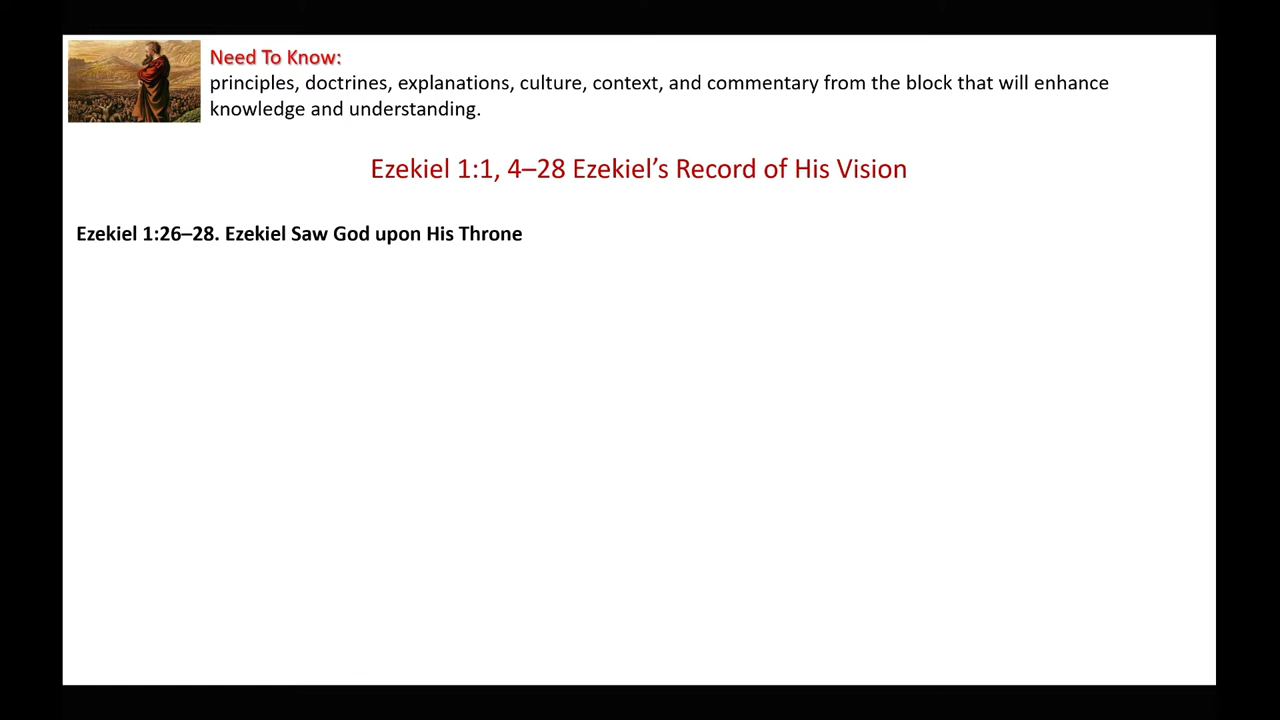 Need To Know:
principles, doctrines, explanations, culture, context, and commentary from the block that will enhance
knowledge and understanding.
Ezekiel 1:1, 4–28 Ezekiel’s Record of His Vision
Ezekiel 1:26–28. Ezekiel Saw God upon His Throne